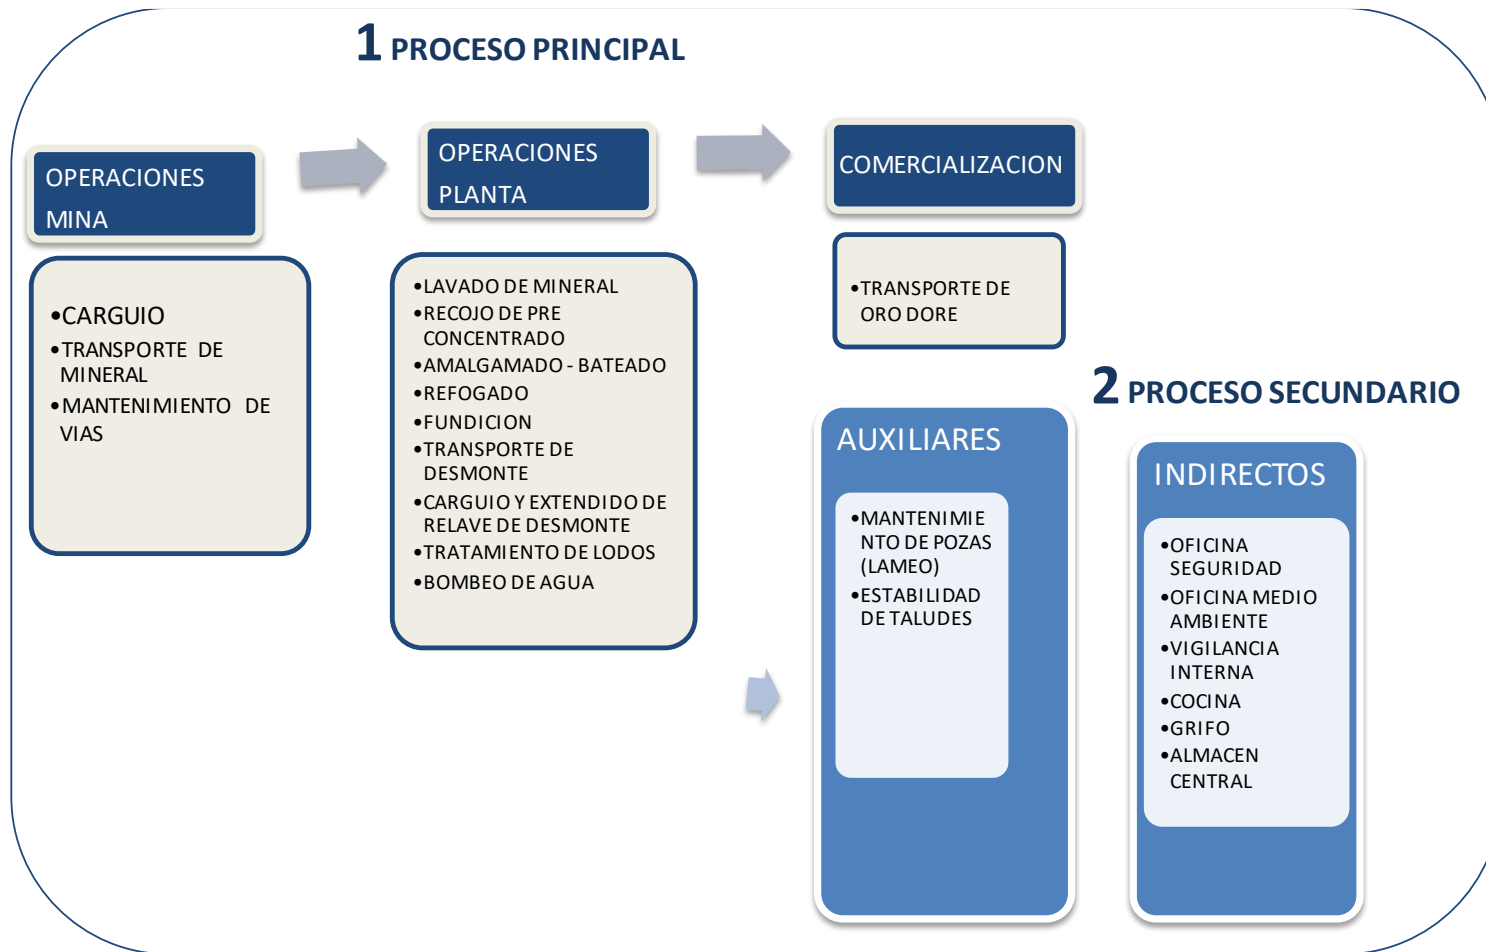 1 PROCESO PRINCIPAL
OPERACIONES
MINA
•CARGUIO
•TRANSPORTE DE
MINERAL
•MANTENIMIENTO DE
VIAS
OPERACIONES
PLANTA
•LAVADO DE MINERAL
•RECOJO DE PRE
CONCENTRADO
•AMALGAMADO - BATEADO
•REFOGADO
•FUNDICION
•TRANSPORTE DE
DESMONTE
•CARGUIO Y EXTENDIDO DE
RELAVE DE DESMONTE
•TRATAMIENTO DE LODOS
•BOMBEO DE AGUA
COMERCIALIZACION
•TRANSPORTE DE
ORO DORE
2 PROCESO SECUNDARIO
AUXILIARES
•MANTENIMIE
NTO DE POZAS
(LAMEO)
•ESTABILIDAD
DE TALUDES
INDIRECTOS
•OFICINA
SEGURIDAD
•OFICINA MEDIO
AMBIENTE
•VIGILANCIA
INTERNA
•COCINA
•GRIFO
•ALMACEN
CENTRAL